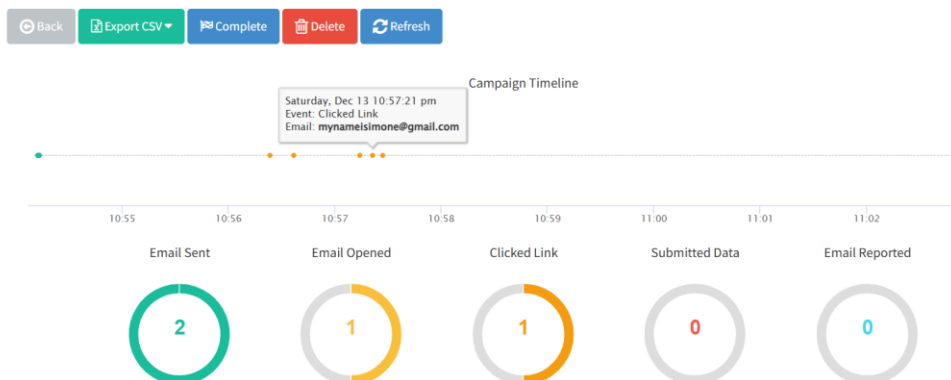 Back Export CSV Complete Delete Refresh
Campaign Timeline
Saturday, Dec 13 10:57:21 pm
Event: Clicked Link
Email: mynameisimone@gmail.com
10:55 10:56 10:57 10:58 10:59 11:00 11:01 11:02
Email Sent Email Opened Clicked Link Submitted Data Email Reported
2 1 1 0 0